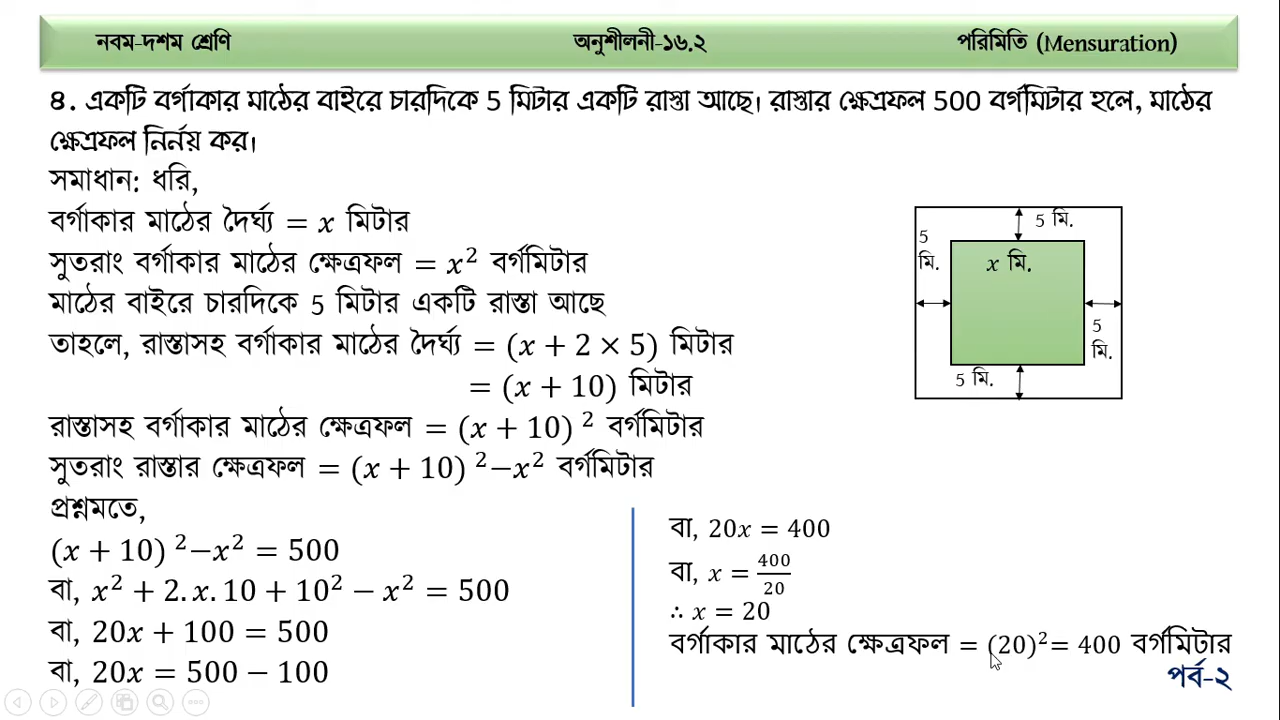 নবম-দশম শ্রেণি অনুশীলনী-১৬.২ পরিমিতি (Mensuration)
৪. একটি বর্গাকার মাঠের বাইরে চারদিকে 5 মিটার একটি রাস্তা আছে। রাস্তার ক্ষেত্রফল 500 বর্গমিটার হলে, মাঠের
ক্ষেত্রফল নির্নয় কর।
সমাধান: ধরি,
বর্গাকার মাঠের দৈর্ঘ্য = x মিটার
সুতরাং বর্গাকার মাঠের ক্ষেত্রফল = x² বর্গমিটার
মাঠের বাইরে চারদিকে 5 মিটার একটি রাস্তা আছে
তাহলে, রাস্তাসহ বর্গাকার মাঠের দৈর্ঘ্য = (x + 2 × 5) মিটার
= (x + 10) মিটার
রাস্তাসহ বর্গাকার মাঠের ক্ষেত্রফল = (x + 10) ² বর্গমিটার
সুতরাং রাস্তার ক্ষেত্রফল = (x + 10) ²−x² বর্গমিটার
প্রশ্নমতে,
(x + 10) ²−x² = 500
বা, x² + 2. x. 10 + 10² − x² = 500
বা, 20x + 100 = 500
বা, 20x = 500 − 100
5 মি.
5
মি.
x মি.
5
মি.
5 মি.
বা, 20x = 400
বা, x = 400/20
∴ x = 20
বর্গাকার মাঠের ক্ষেত্রফল = (20)²= 400 বর্গমিটার
পর্ব-২